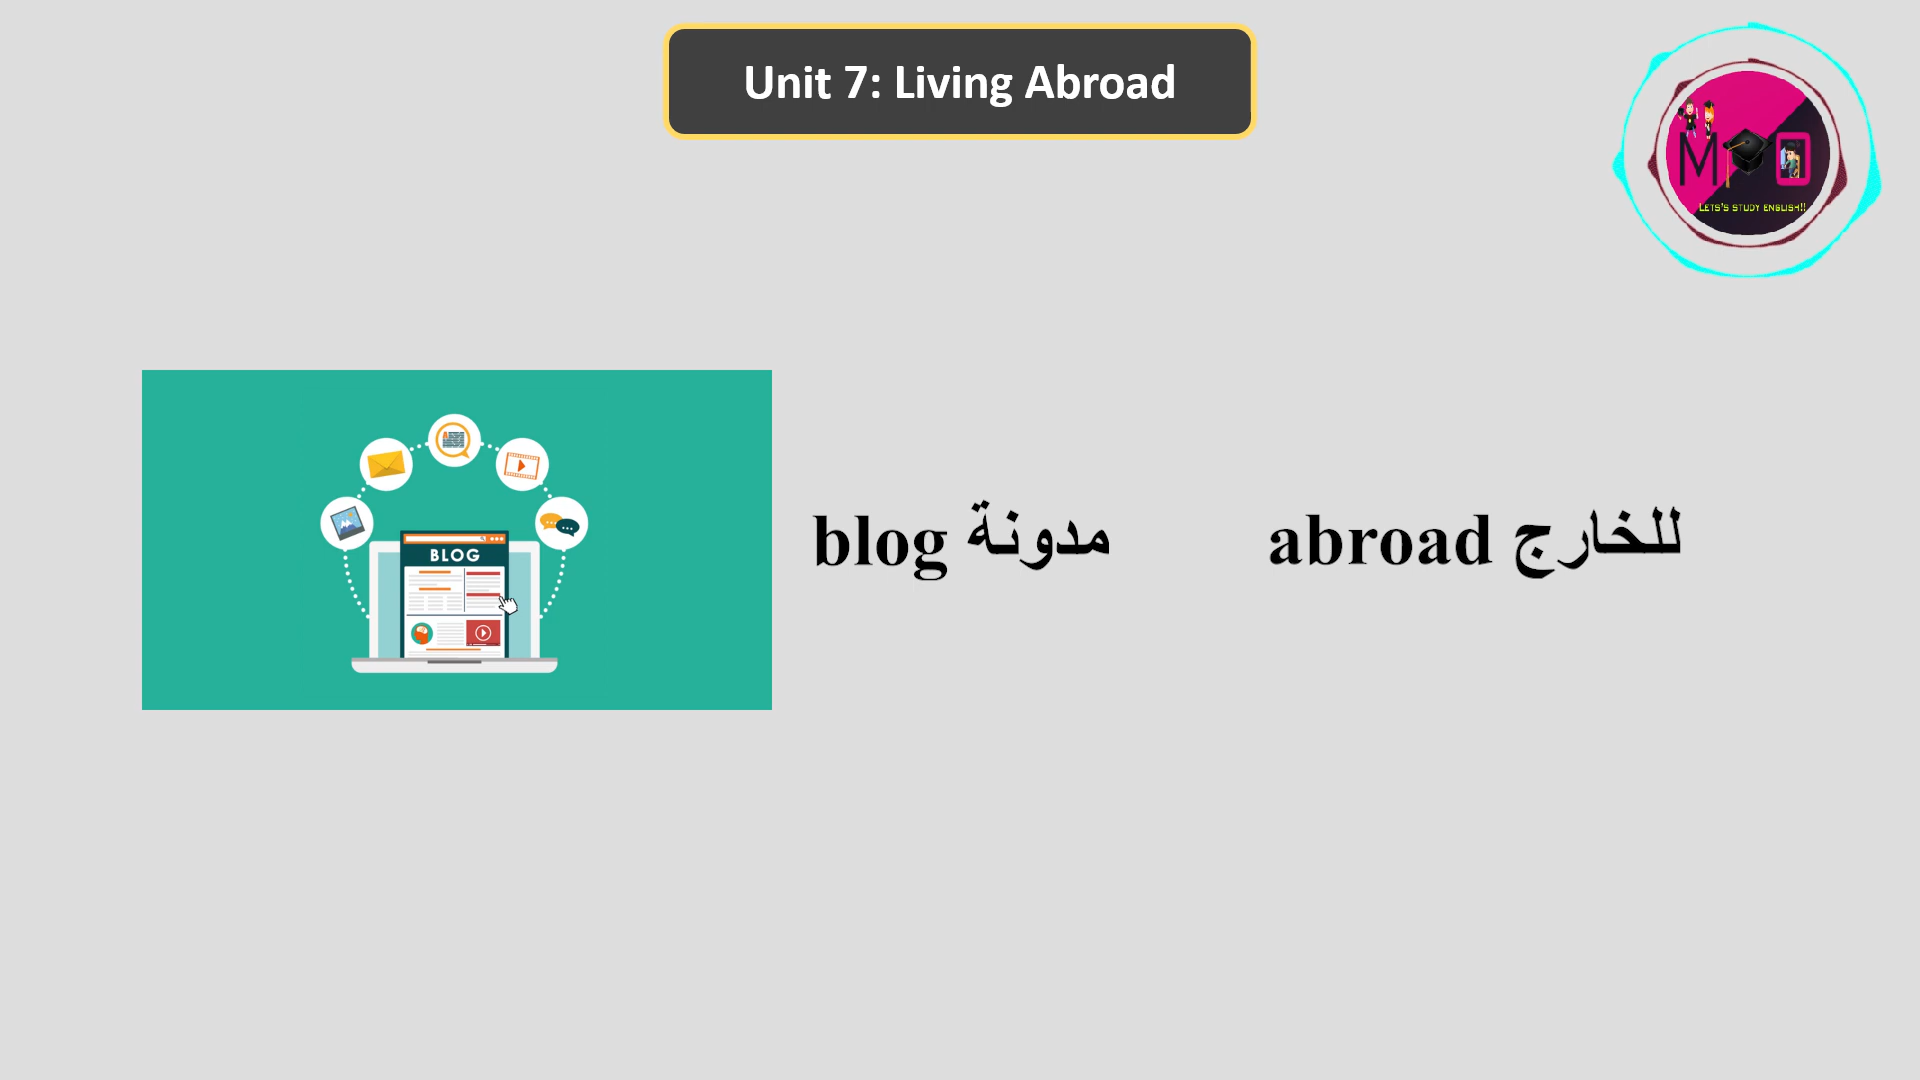 Unit 7: Living Abroad
M
LETS'S STUDY ENGLISH!!
BLOG
blog مدونة
abroad للخارج